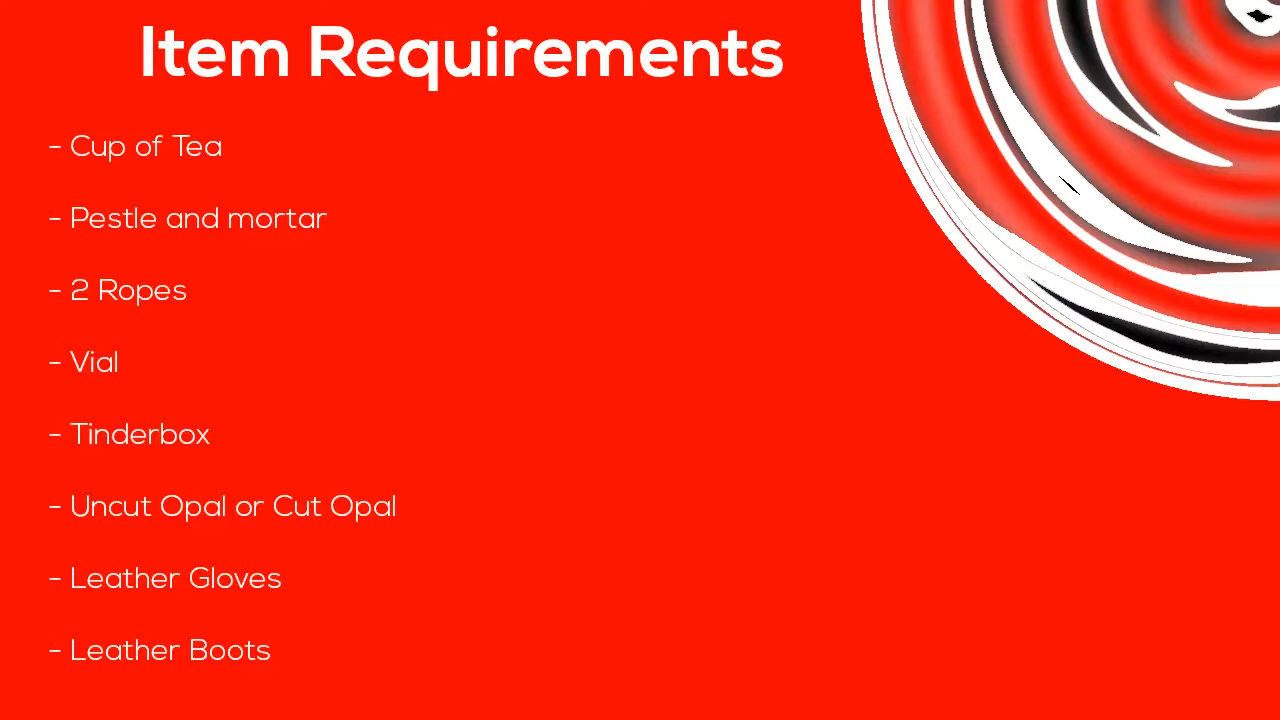 Item Requirements
- Cup of Tea
- Pestle and mortar
- 2 Ropes
- Vial
- Tinderbox
- Uncut Opal or Cut Opal
- Leather Gloves
- Leather Boots